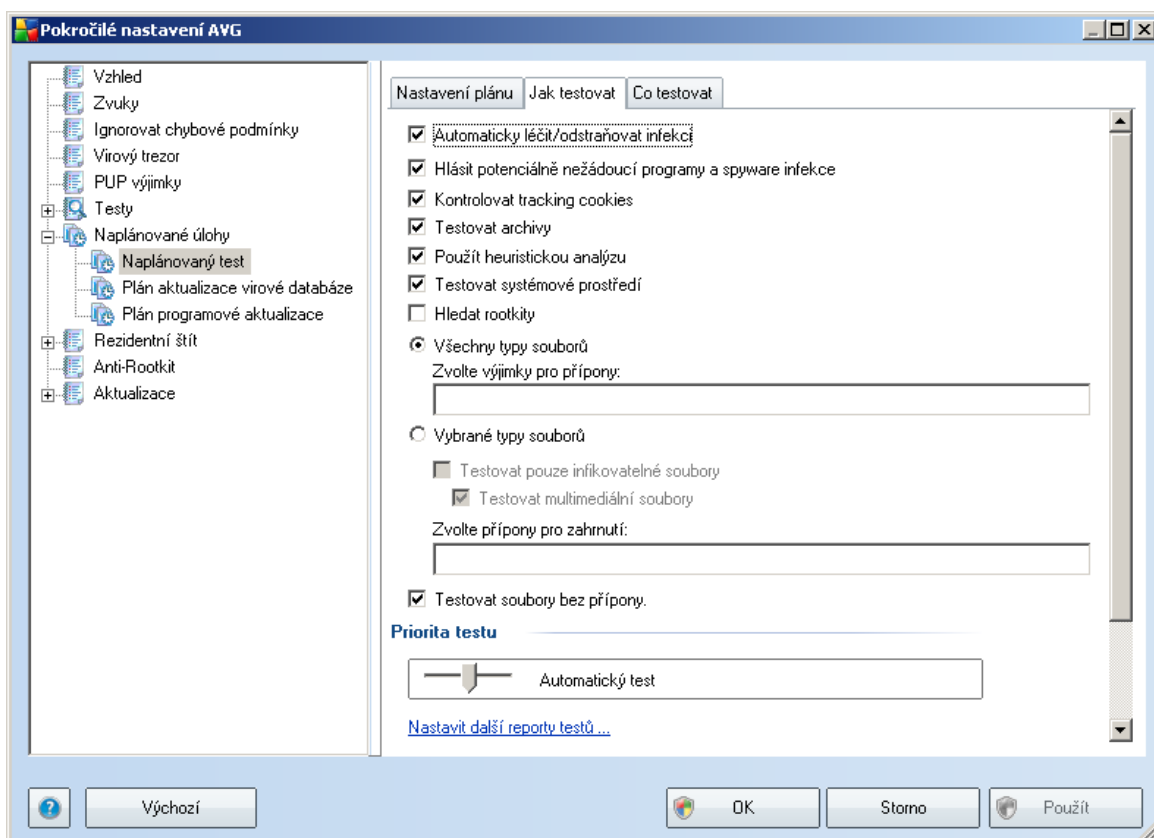 Pokročilé nastavení AVG
Vzhled
Zvuky
Ignorovat chybové podmínky
Virový trezor
PUP výjimky
Testy
Naplánované úlohy
Naplánovaný test
Plán aktualizace virové databáze
Plán programové aktualizace
Rezidentní štít
Anti-Rootkit
Aktualizace
Nastavení plánu
Jak testovat
Co testovat
Automaticky léčit/odstraňovat infekci
Hlásit potenciálně nežádoucí programy a spyware infekce
Kontrolovat tracking cookies
Testovat archivy
Použít heuristickou analýzu
Testovat systémové prostředí
Hledat rootkity
Všechny typy souborů
Zvolte výjimky pro přípony:
Vybrané typy souborů
Testovat pouze infikovatelné soubory
Testovat multimediální soubory
Zvolte přípony pro zahrnutí:
Testovat soubory bez přípony.
Priorita testu
Automatický test
Nastavit další reporty testů ...
Výchozí
OK
Storno
Použít